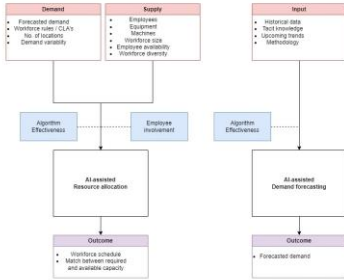 Demand
Forecasted demand
Workforce rules / CLA's
No. of locations
Demand variability
Supply
Employees
Equipment
Machines
Workforce size
Employee availability
Workforce diversity
Input
Historical data
Tact knowledge
Upcoming trends
Methodology
Algorithm
Effectiveness
Employee
involvement
Algorithm
Effectiveness
AI-assisted
Resource allocation
AI-assisted
Demand forecasting
Outcome
Workforce schedule
Match between required
and available capacity
Outcome
Forecasted demand